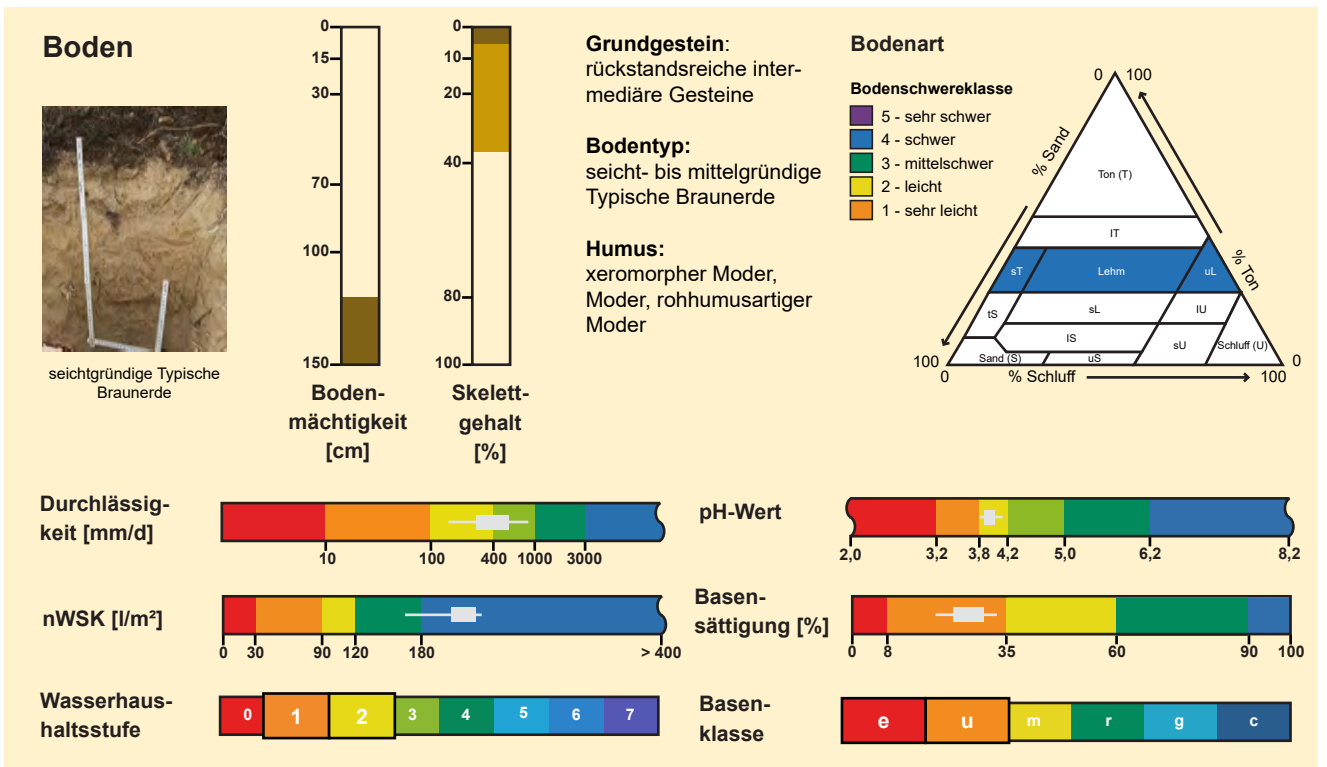 Boden
seichtgründige Typische
Braunerde
0
15
30
70
100
150
Boden-
mächtigkeit
[cm]
0
10
20
40
80
100
Skelett-
gehalt
[%]
Grundgestein:
rückstandsreiche inter-
mediäre Gesteine
Bodentyp:
seicht- bis mittelgründige
Typische Braunerde
Humus:
xeromorpher Moder,
Moder, rohhumusartiger
Moder
Bodenart
Bodenschwereklasse
5 - sehr schwer
4 - schwer
3 - mittelschwer
2 - leicht
1 - sehr leicht
0 100
% Sand
% Ton
Ton (T)
lT
sT Lehm uL
tS sL lU
lS sU Schluff (U)
Sand (S) uS
100 0
0 % Schluff 100
Durchlässig-
keit [mm/d]
10 100 400 1000 3000
pH-Wert
2,0 3,2 3,8 4,2 5,0 6,2 8,2
nWSK [l/m²]
0 30 90 120 180 > 400
Basen-
sättigung [%]
0 8 35 60 90 100
Wasserhaus-
haltsstufe
0 1 2 3 4 5 6 7
Basen-
klasse
e u m r g c